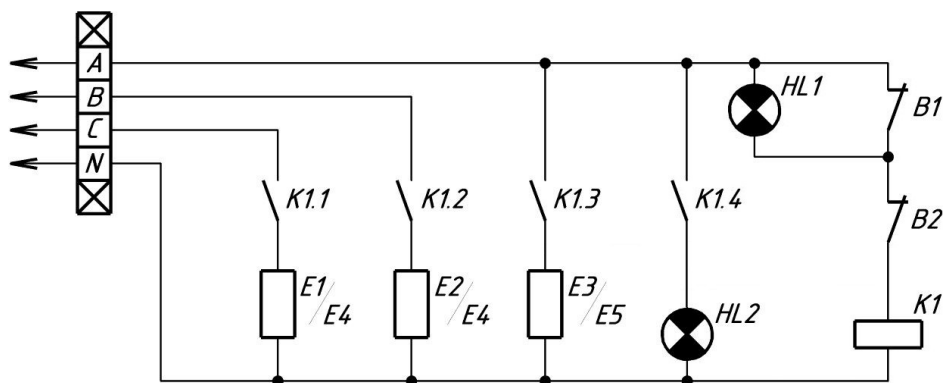 A
B
C
N
HL1
B1
K1.1
K1.2
K1.3
K1.4
B2
E1/E4
E2/E4
E3/E5
HL2
K1